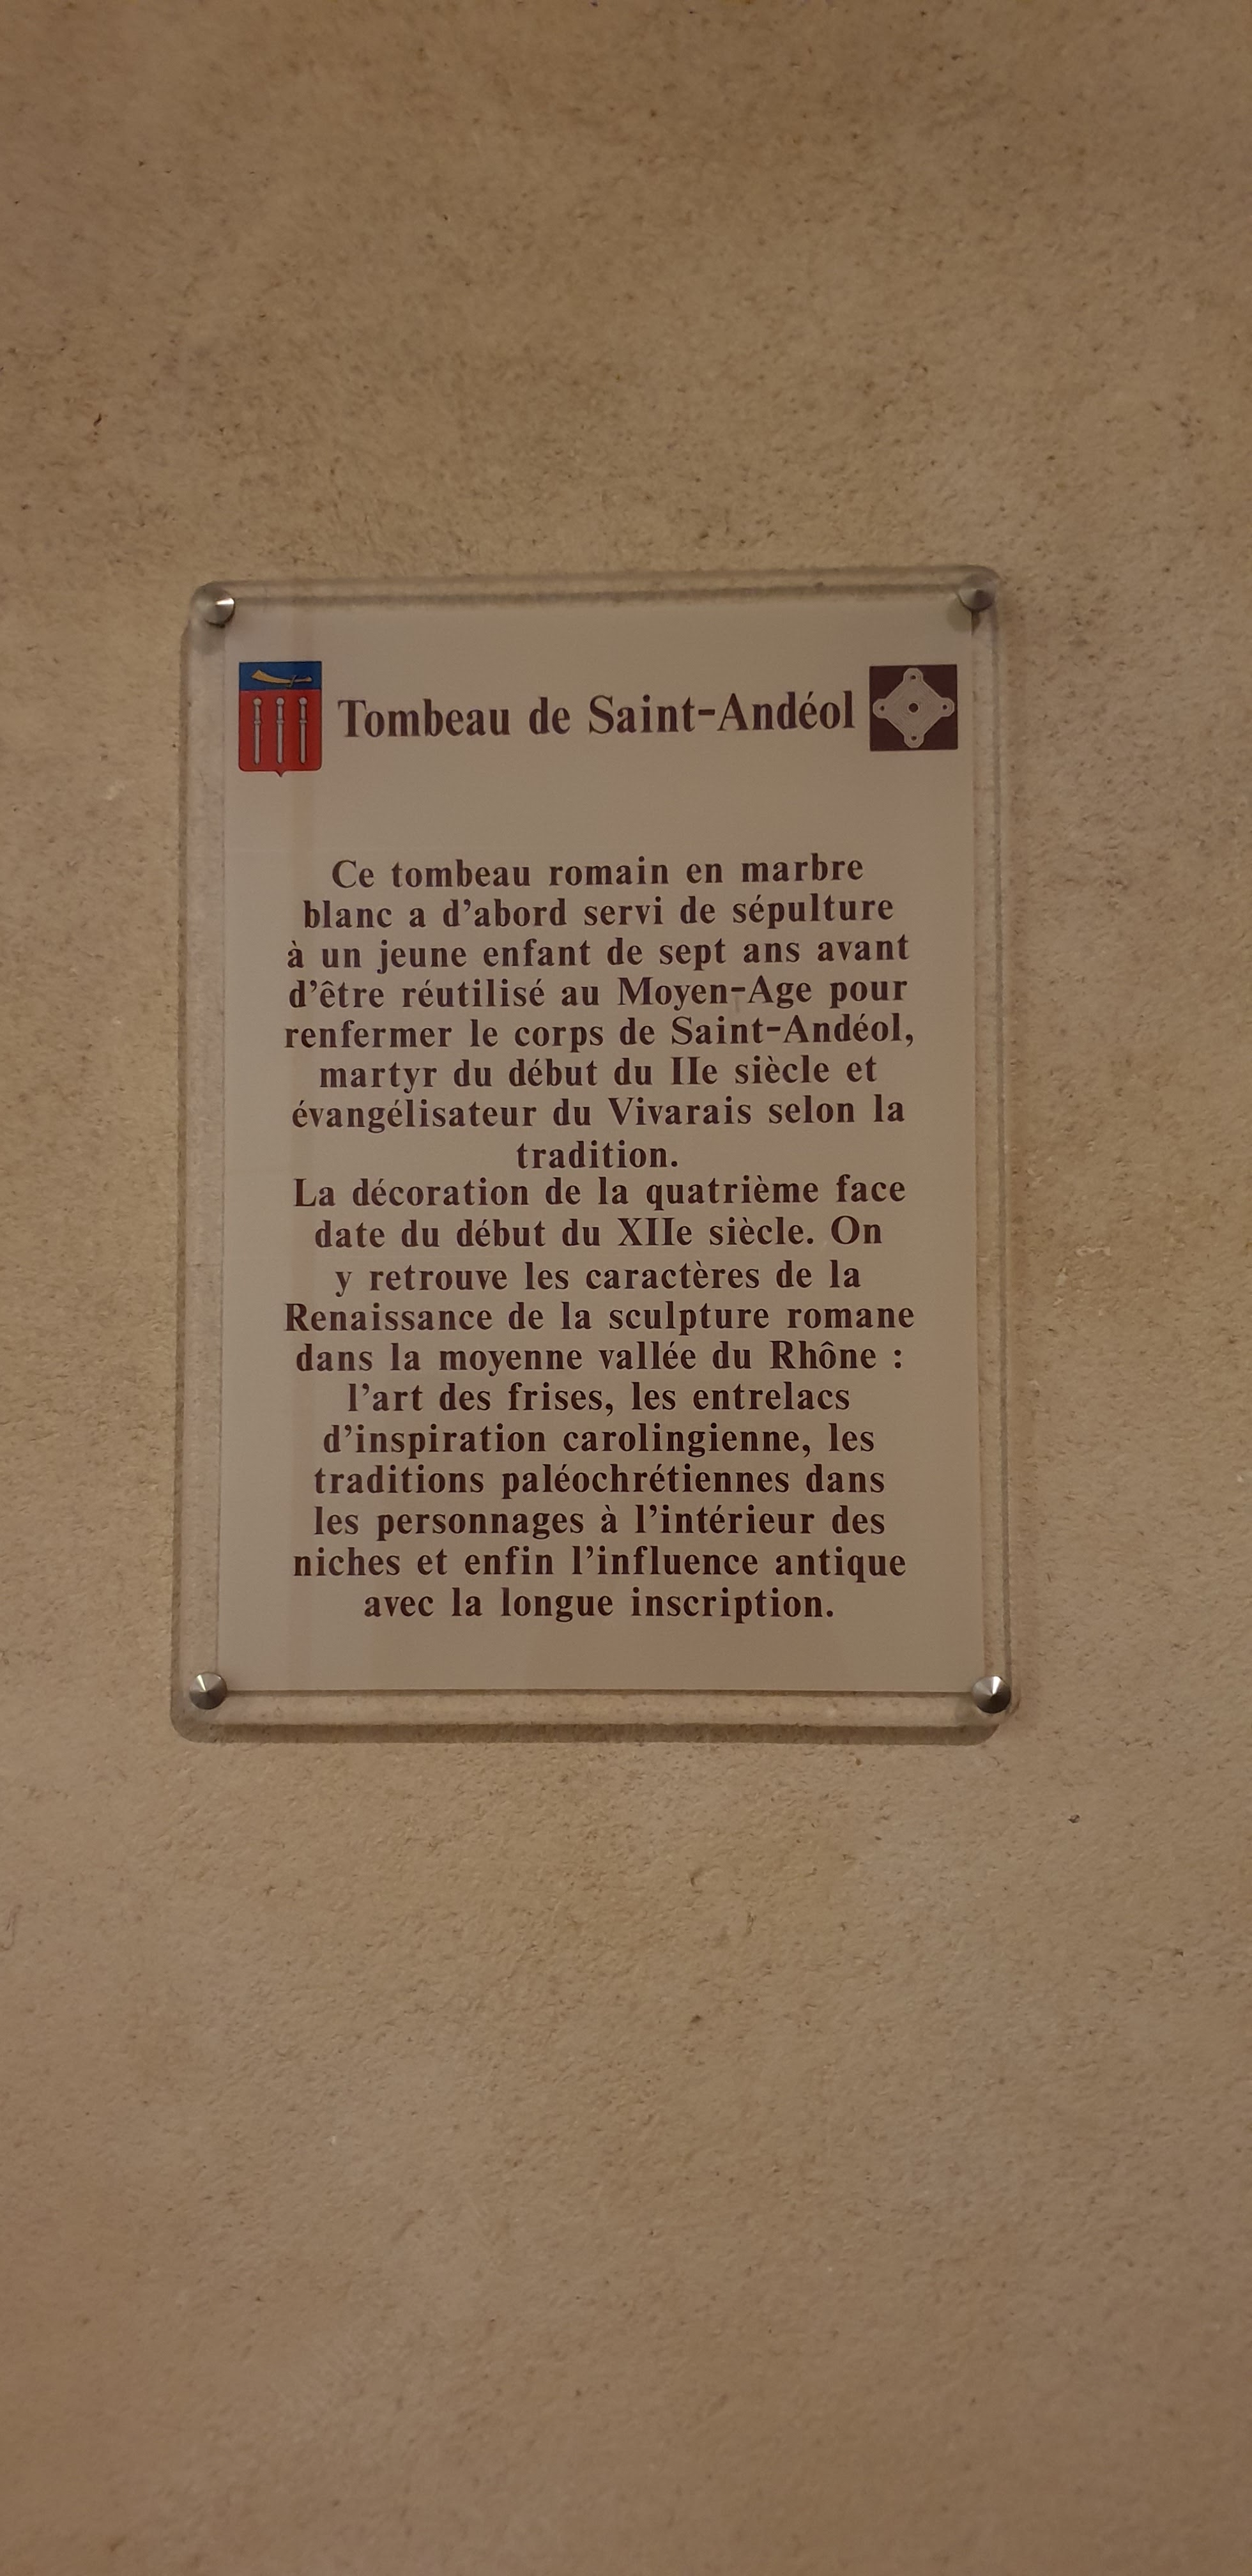 Tombeau de Saint-Andéol
Ce tombeau romain en marbre
blanc a d'abord servi de sépulture
à un jeune enfant de sept ans avant
d'être réutilisé au Moyen-Age pour
renfermer le corps de Saint-Andéol,
martyr du début du IIe siècle et
évangélisateur du Vivarais selon la
tradition.
La décoration de la quatrième face
date du début du XIIe siècle. On
y retrouve les caractères de la
Renaissance de la sculpture romane
dans la moyenne vallée du Rhône :
l'art des frises, les entrelacs
d'inspiration carolingienne, les
traditions paléochrétiennes dans
les personnages à l'intérieur des
niches et enfin l'influence antique
avec la longue inscription.